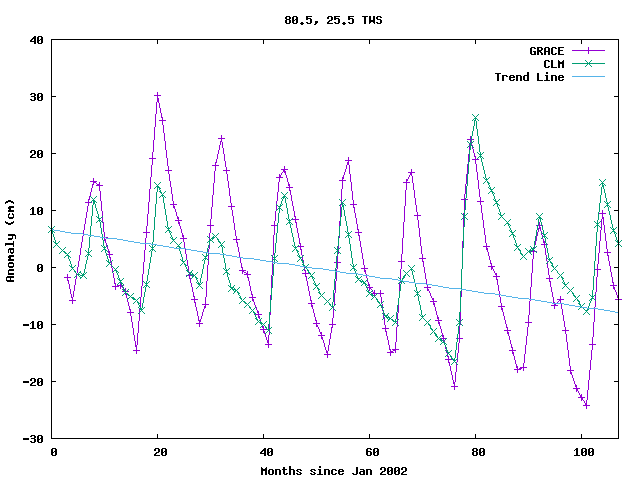 80.5, 25.5 TWS
GRACE
CLM
Trend Line
Anomaly (cm)
40
30
20
10
0
-10
-20
-30
0 20 40 60 80 100
Months since Jan 2002